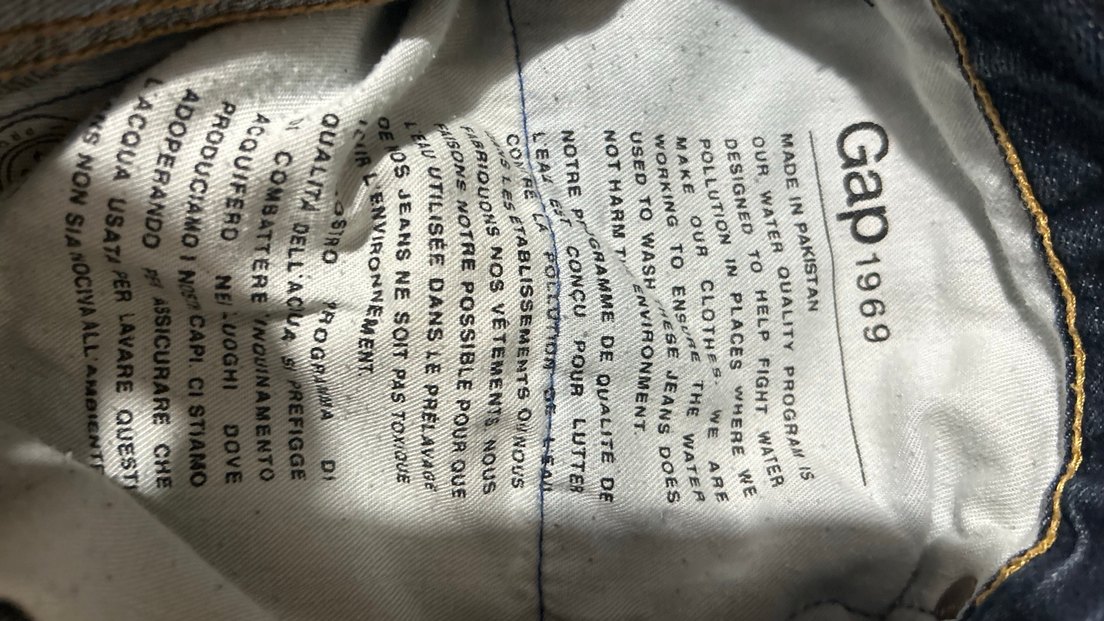 Gap 1969
MADE IN PAKISTAN
OUR WATER QUALITY PROGRAM IS
DESIGNED TO HELP FIGHT WATER
POLLUTION IN PLACES WHERE WE
MAKE OUR CLOTHES. WE ARE
WORKING TO ENSURE THE WATER
USED TO WASH THESE JEANS DOES
NOT HARM ENVIRONMENT.
NOTRE PROGRAMME DE QUALITÉ DE
L'EAU EST CONÇU POUR LUTTER
CONTRE LA POLLUTION DE L'EAU
LES ÉTABLISSEMENTS OÙ NOUS
FABRIQUONS NOS VÊTEMENTS. NOUS
FAISONS NOTRE POSSIBLE POUR QUE
L'EAU UTILISÉE DANS LE PRÉLAVAGE
DE NOS JEANS NE SOIT PAS TOXIQUE
POUR L'ENVIRONNEMENT.
PROGRAMMA DI
QUALITÀ DELL'ACQUA SI PREFIGGE
DI COMBATTERE INQUINAMENTO
ACQUIFERO NEI LUOGHI DOVE
PRODUCIAMO I NOSTRI CAPI. CI STIAMO
ADOPERANDO PER ASSICURARE CHE
L'ACQUA USATA PER LAVARE QUESTI
NON SIA NOCIVA ALL'AMBIENTE